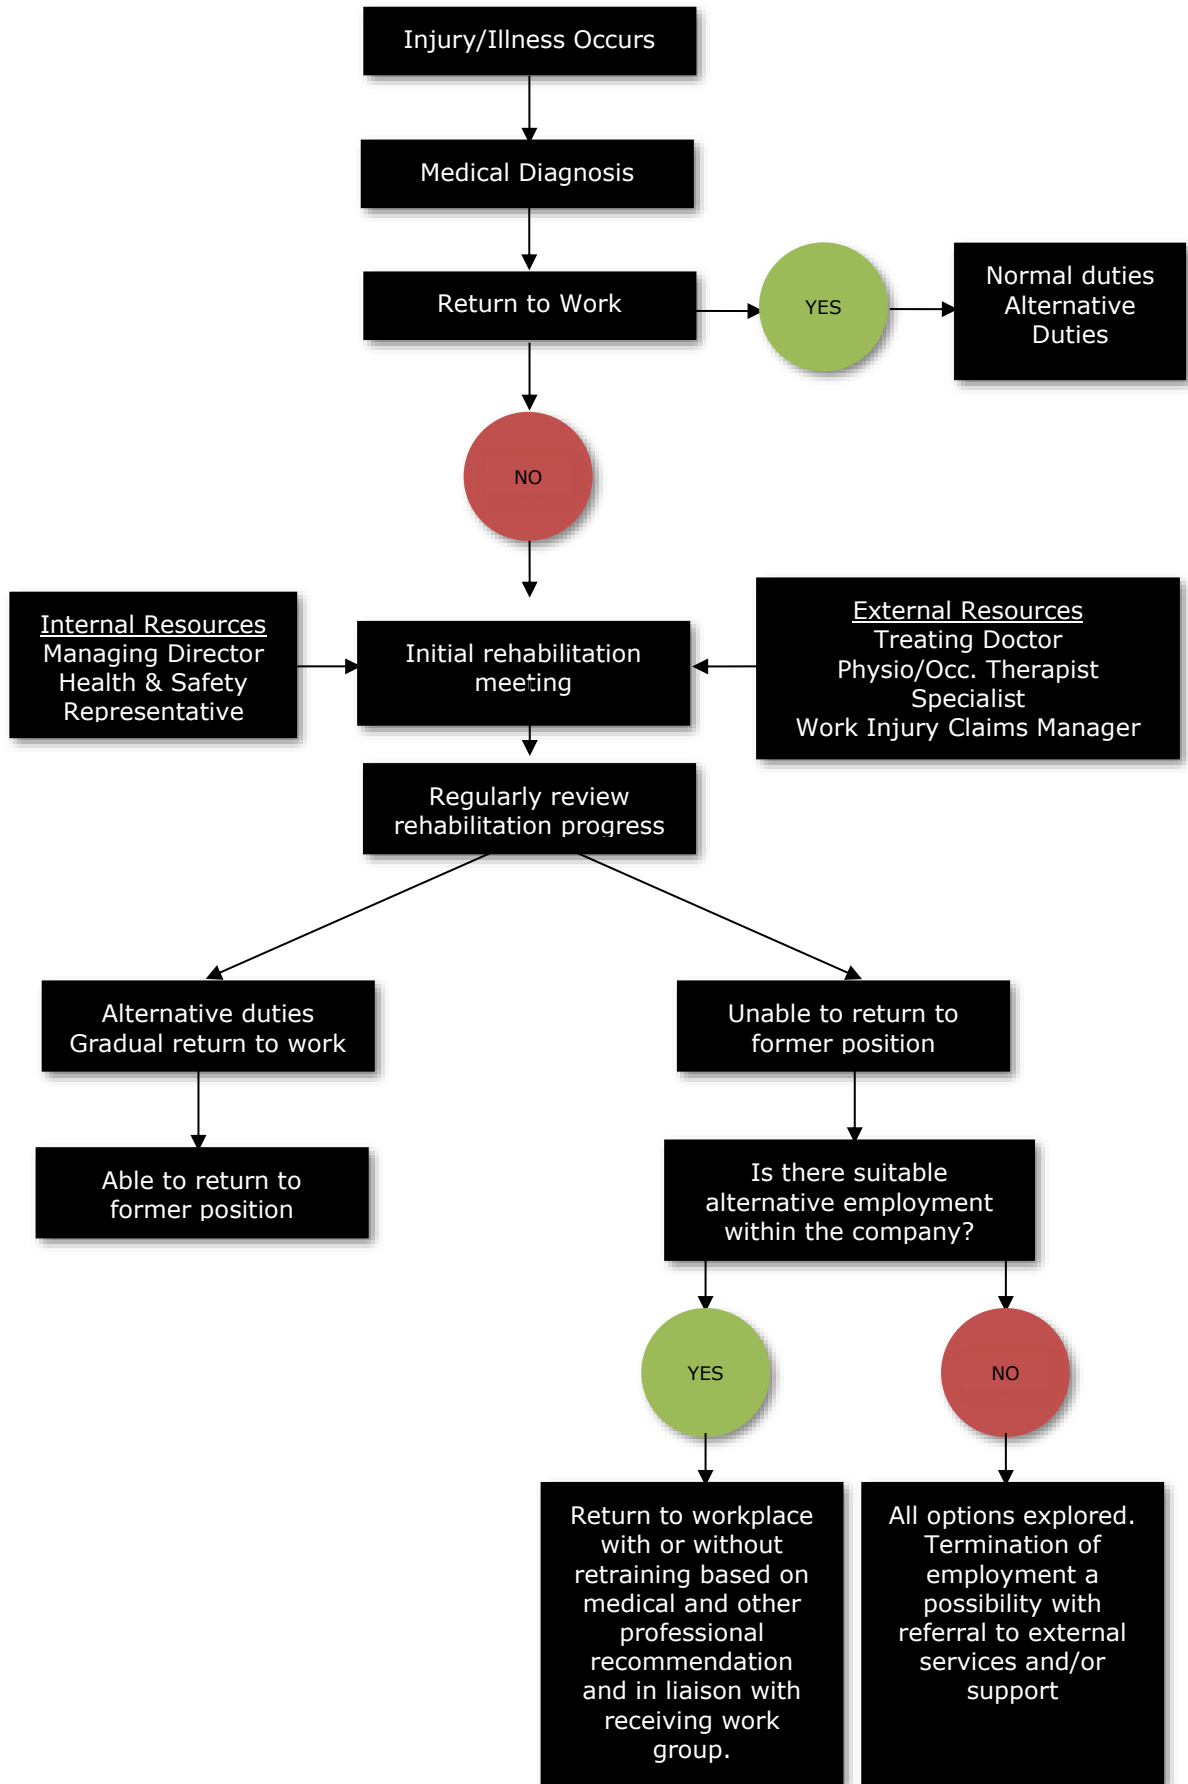 Injury/Illness Occurs
Medical Diagnosis
Return to Work
YES
Normal duties
Alternative
Duties
NO
Internal Resources
Managing Director
Health & Safety
Representative
Initial rehabilitation
meeting
External Resources
Treating Doctor
Physio/Occ. Therapist
Specialist
Work Injury Claims Manager
Regularly review
rehabilitation progress
Alternative duties
Gradual return to work
Unable to return to
former position
Able to return to
former position
Is there suitable
alternative employment
within the company?
YES
NO
Return to workplace
with or without
retraining based on
medical and other
professional
recommendation
and in liaison with
receiving work
group.
All options explored.
Termination of
employment a
possibility with
referral to external
services and/or
support